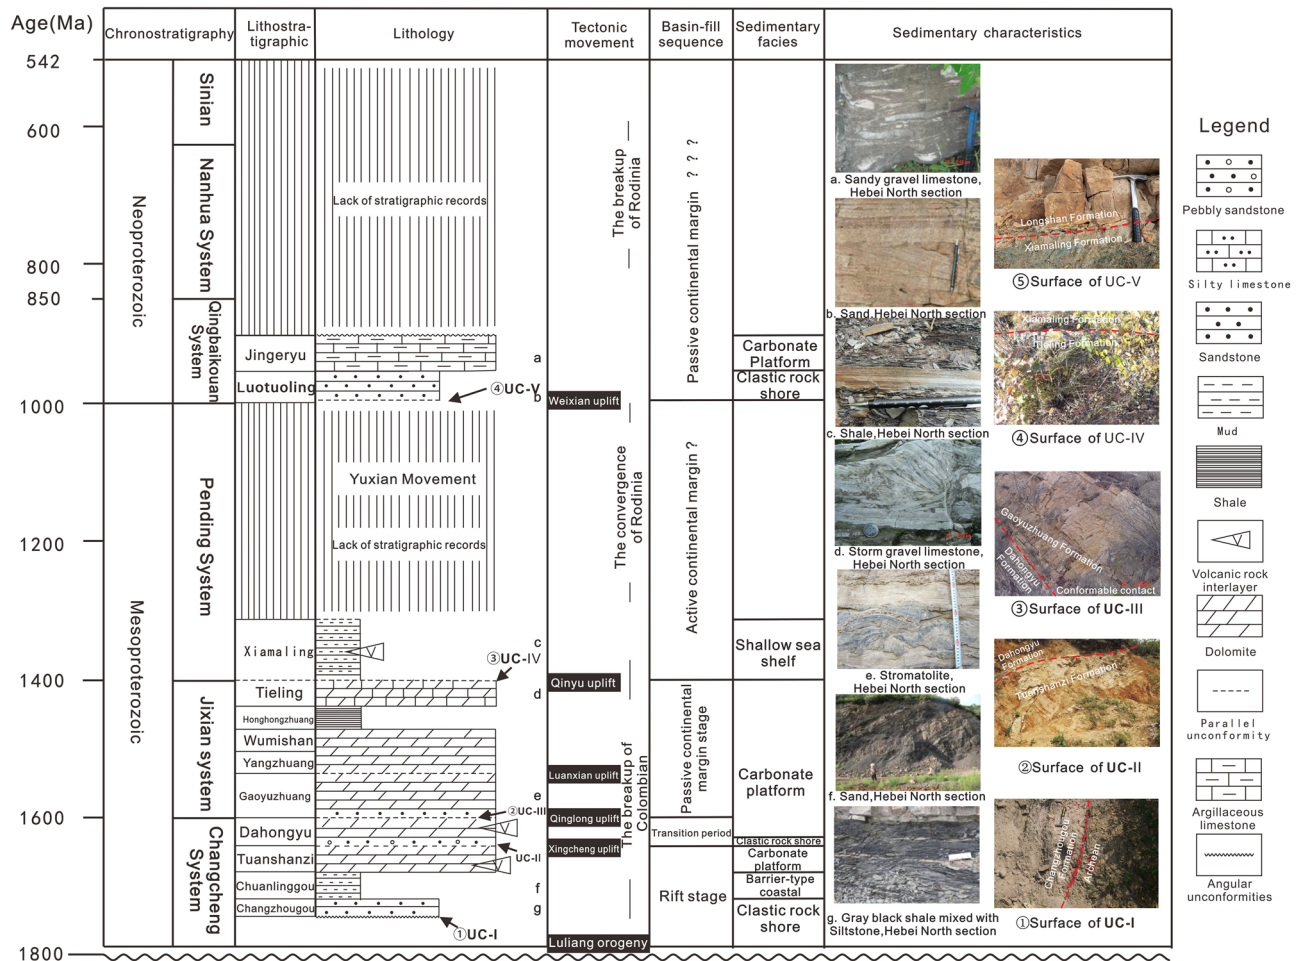 Age(Ma)
Chronostratigraphy
Lithostra-
tigraphic
Lithology
Tectonic
movement
Basin-fill
sequence
Sedimentary
facies
Sedimentary characteristics
542
600
800
850
1000
1200
1400
1600
1800
Neoproterozoic
Mesoproterozoic
Sinian
Nanhua System
Qingbaikouan
System
Pending System
Jixian system
Changcheng
System
Jingeryu
Luotuoling
Xiamaling
Tieling
Honghongzhuang
Wumishan
Yangzhuang
Gaoyuzhuang
Dahongyu
Tuanshanzi
Chuanlinggou
Changzhougou
Lack of stratigraphic records
a
④UC-V
b
Yuxian Movement
Lack of stratigraphic records
c
③UC-IV
d
e
②UC-III
UC-II
f
g
①UC-I
The breakup
of Rodinia
Weixian uplift
The convergence
of Rodinia
Qinyu uplift
Luanxian uplift
The breakup of
Colombian
Qinglong uplift
Xingcheng uplift
Luliang orogeny
Passive continental margin ? ? ?
Active continental margin ?
Passive continental
margin stage
Transition period
Rift stage
Carbonate
Platform
Clastic rock
shore
Shallow sea
shelf
Carbonate
platform
Clastic rock shore
Carbonate
platform
Barrier-type
coastal
Clastic rock
shore
a. Sandy gravel limestone,
Hebei North section
b. Sand,Hebei North section
c. Shale,Hebei North section
d. Storm gravel limestone,
Hebei North section
e. Stromatolite,
Hebei North section
f. Sand,Hebei North section
g. Gray black shale mixed with
Siltstone,Hebei North section
Longshan Formation
Xiamaling Formation
⑤Surface of UC-V
Xiamaling Formation
Tieling Formation
④Surface of UC-IV
Gaoyuzhuang Formation
Dahongyu
Formation
Conformable contact
③Surface of UC-III
Dahongyu
Formation
Tuanshanzi Formation
②Surface of UC-II
Changzhougou
Formation
Archean
①Surface of UC-I
Legend
Pebbly sandstone
Silty limestone
Sandstone
Mud
Shale
Volcanic rock
interlayer
Dolomite
Parallel
unconformity
Argillaceous
limestone
Angular
unconformities